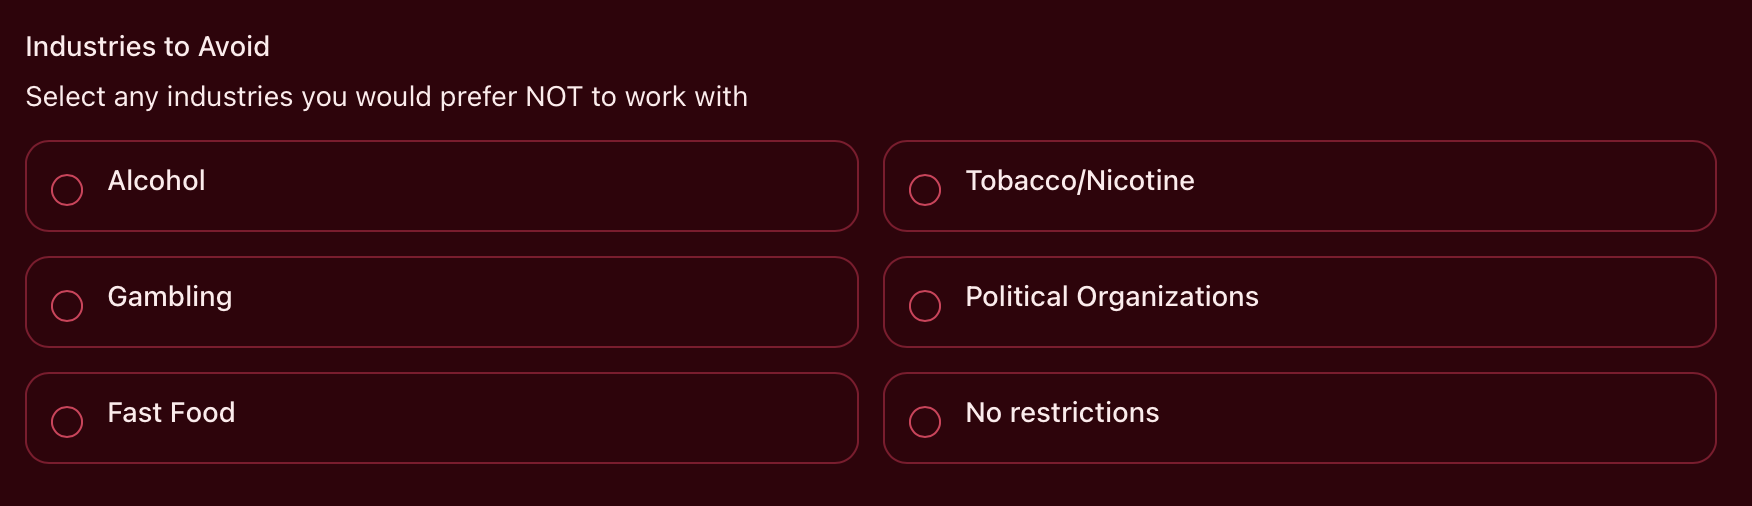 Industries to Avoid
Select any industries you would prefer NOT to work with
Alcohol
Tobacco/Nicotine
Gambling
Political Organizations
Fast Food
No restrictions